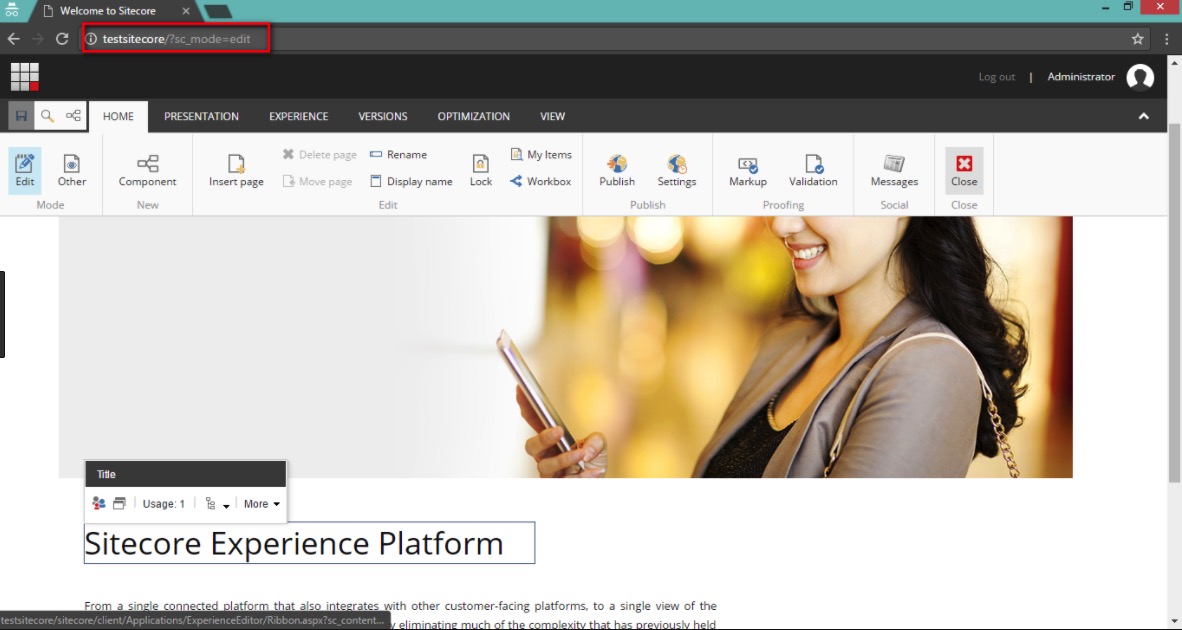 Welcome to Sitecore
testsitecore/?sc_mode=edit
Log out | Administrator
HOME PRESENTATION EXPERIENCE VERSIONS OPTIMIZATION VIEW
Delete page Rename My Items
Edit Other Component Insert page Move page Display name Lock Workbox Publish Settings Markup Validation Messages Close
Mode New Edit Publish Proofing Social Close
Title
Usage: 1 More
Sitecore Experience Platform
From a single connected platform that also integrates with other customer-facing platforms, to a single view of the
testsitecore/sitecore/client/Applications/ExperienceEditor/Ribbon.aspx?sc_content...
y eliminating much of the complexity that has previously held